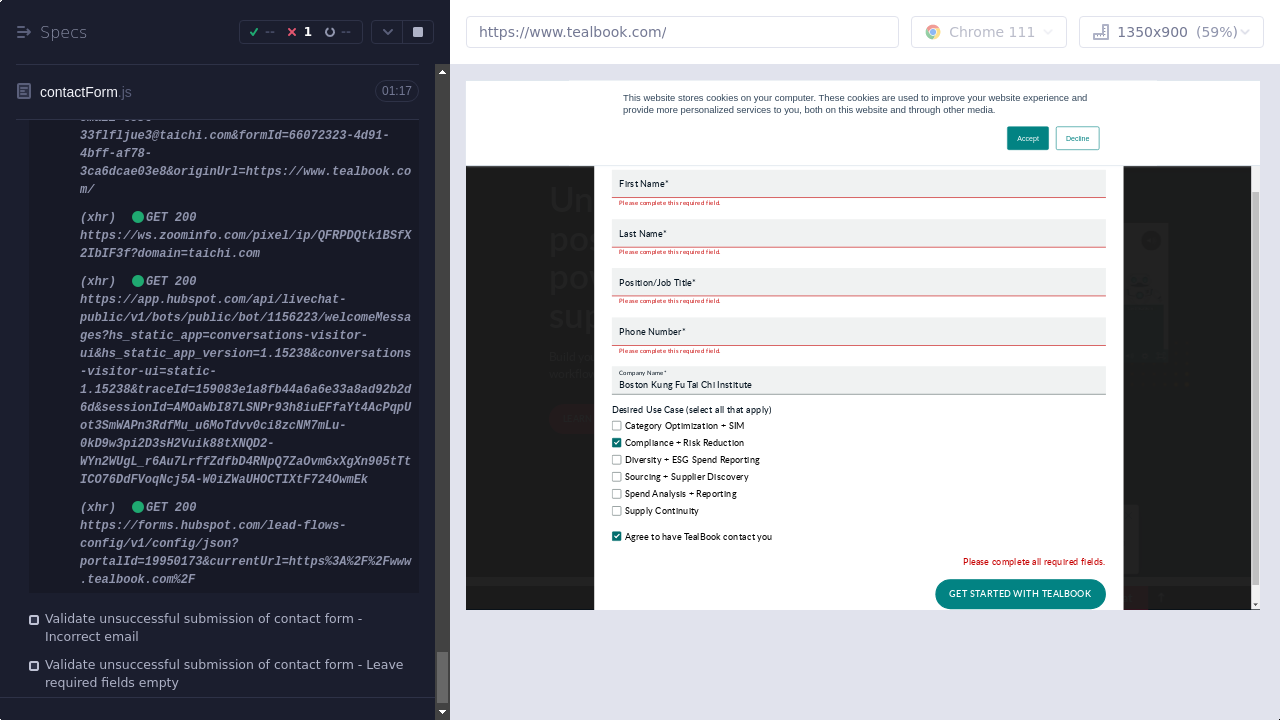 Specs
--
1
--
https://www.tealbook.com/
Chrome 111
1350x900 (59%)
contactForm.js
01:17
33flfljue3@taichi.com&formId=66072323-4d91-
4bff-af78-
3ca6dcae03e8&originUrl=https://www.tealbook.co
m/
(xhr) GET 200
https://ws.zoominfo.com/pixel/ip/QFRPDQtk1BSfX
2IbIF3f?domain=taichi.com
(xhr) GET 200
https://app.hubspot.com/api/livechat-
public/v1/bots/public/bot/1156223/welcomeMessa
ges?hs_static_app=conversations-visitor-
ui&hs_static_app_version=1.15238&conversations
-visitor-ui=static-
1.15238&traceId=159083e1a8fb44a6a6e33a8ad92b2d
6d&sessionId=AMOaWbI87LSNPr93h8iuEFfaYt4AcPqpU
ot3SmWAPn3RdfMu_u6MoTdvv0ci8zcNM7mLu-
0kD9w3pi2D3sH2Vuik88tXNQD2-
WYn2WUgL_r6Au7LrffZdfbD4RNpQ7ZaOvmGxXgXn905tTt
ICO76DdFVoqNcj5A-W0iZWaUHOCTIXtF724OwmEk
(xhr) GET 200
https://forms.hubspot.com/lead-flows-
config/v1/config/json?
portalId=19950173&currentUrl=https%3A%2F%2Fwww
.tealbook.com%2F
Validate unsuccessful submission of contact form -
Incorrect email
Validate unsuccessful submission of contact form - Leave
required fields empty
This website stores cookies on your computer. These cookies are used to improve your website experience and
provide more personalized services to you, both on this website and through other media.
Accept
Decline
First Name*
Please complete this required field.
Last Name*
Please complete this required field.
Position/Job Title*
Please complete this required field.
Phone Number*
Please complete this required field.
Company Name*
Boston Kung Fu Tai Chi Institute
Desired Use Case (select all that apply)
Category Optimization + SIM
Compliance + Risk Reduction
Diversity + ESG Spend Reporting
Sourcing + Supplier Discovery
Spend Analysis + Reporting
Supply Continuity
Agree to have TealBook contact you
Please complete all required fields.
GET STARTED WITH TEALBOOK